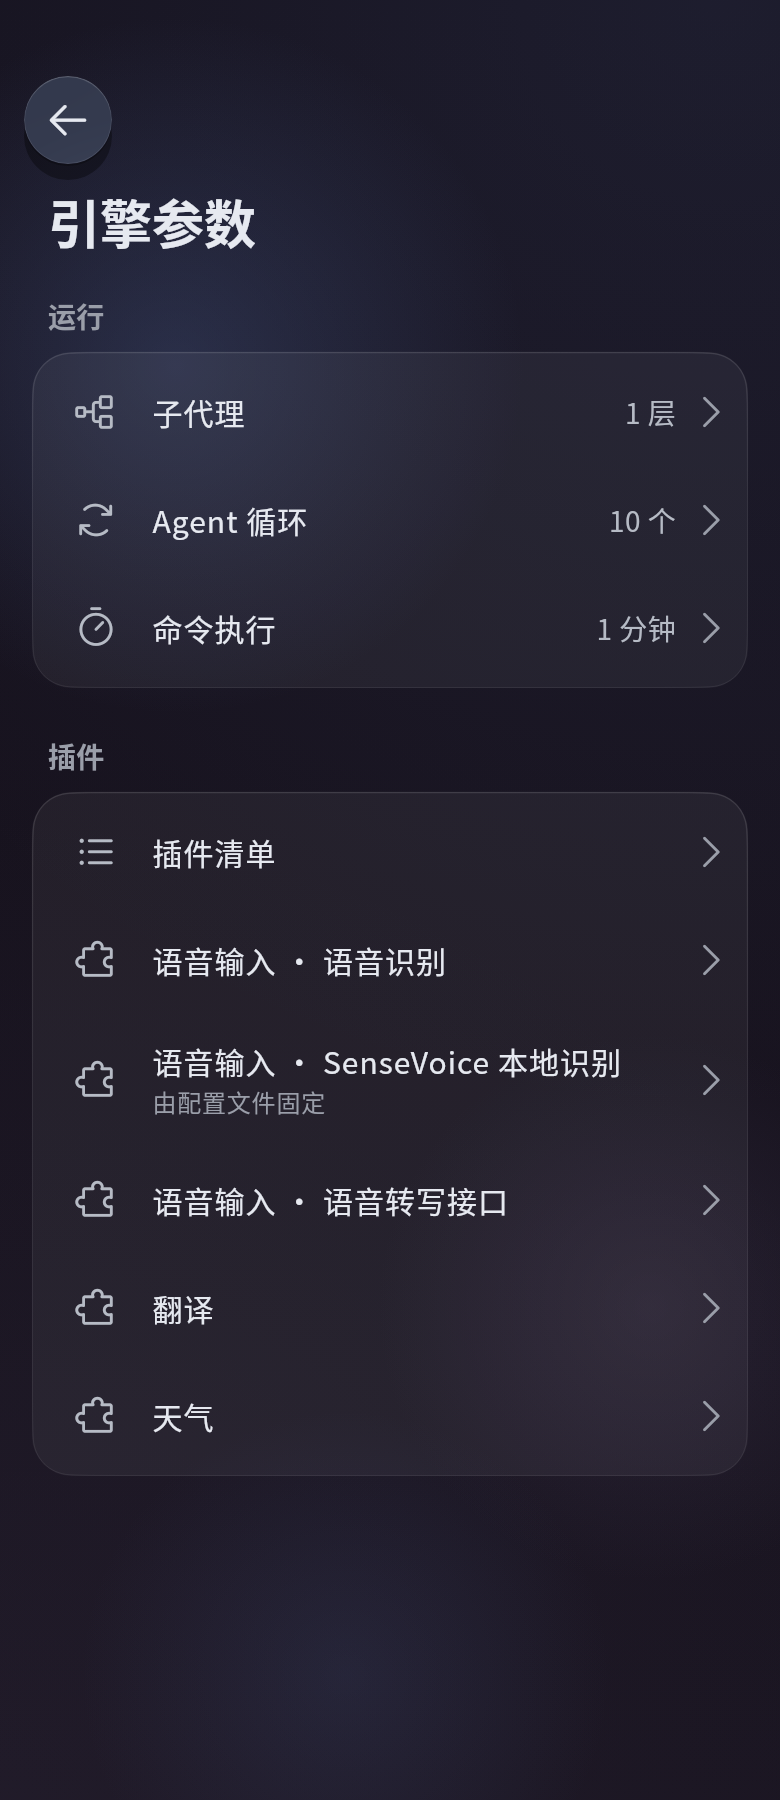 引擎参数
运行
子代理 1 层
Agent 循环 10 个
命令执行 1 分钟
插件
插件清单
语音输入 · 语音识别
语音输入 · SenseVoice 本地识别
由配置文件固定
语音输入 · 语音转写接口
翻译
天气